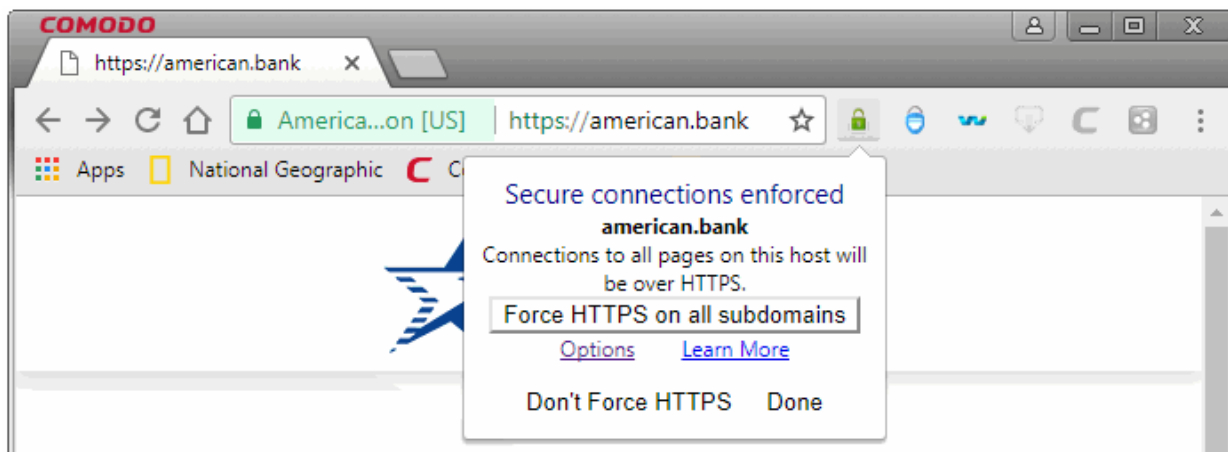 COMODO
https://american.bank
America...on [US] https://american.bank
Apps National Geographic
Secure connections enforced
american.bank
Connections to all pages on this host will
be over HTTPS.
Force HTTPS on all subdomains
Options Learn More
Don't Force HTTPS Done